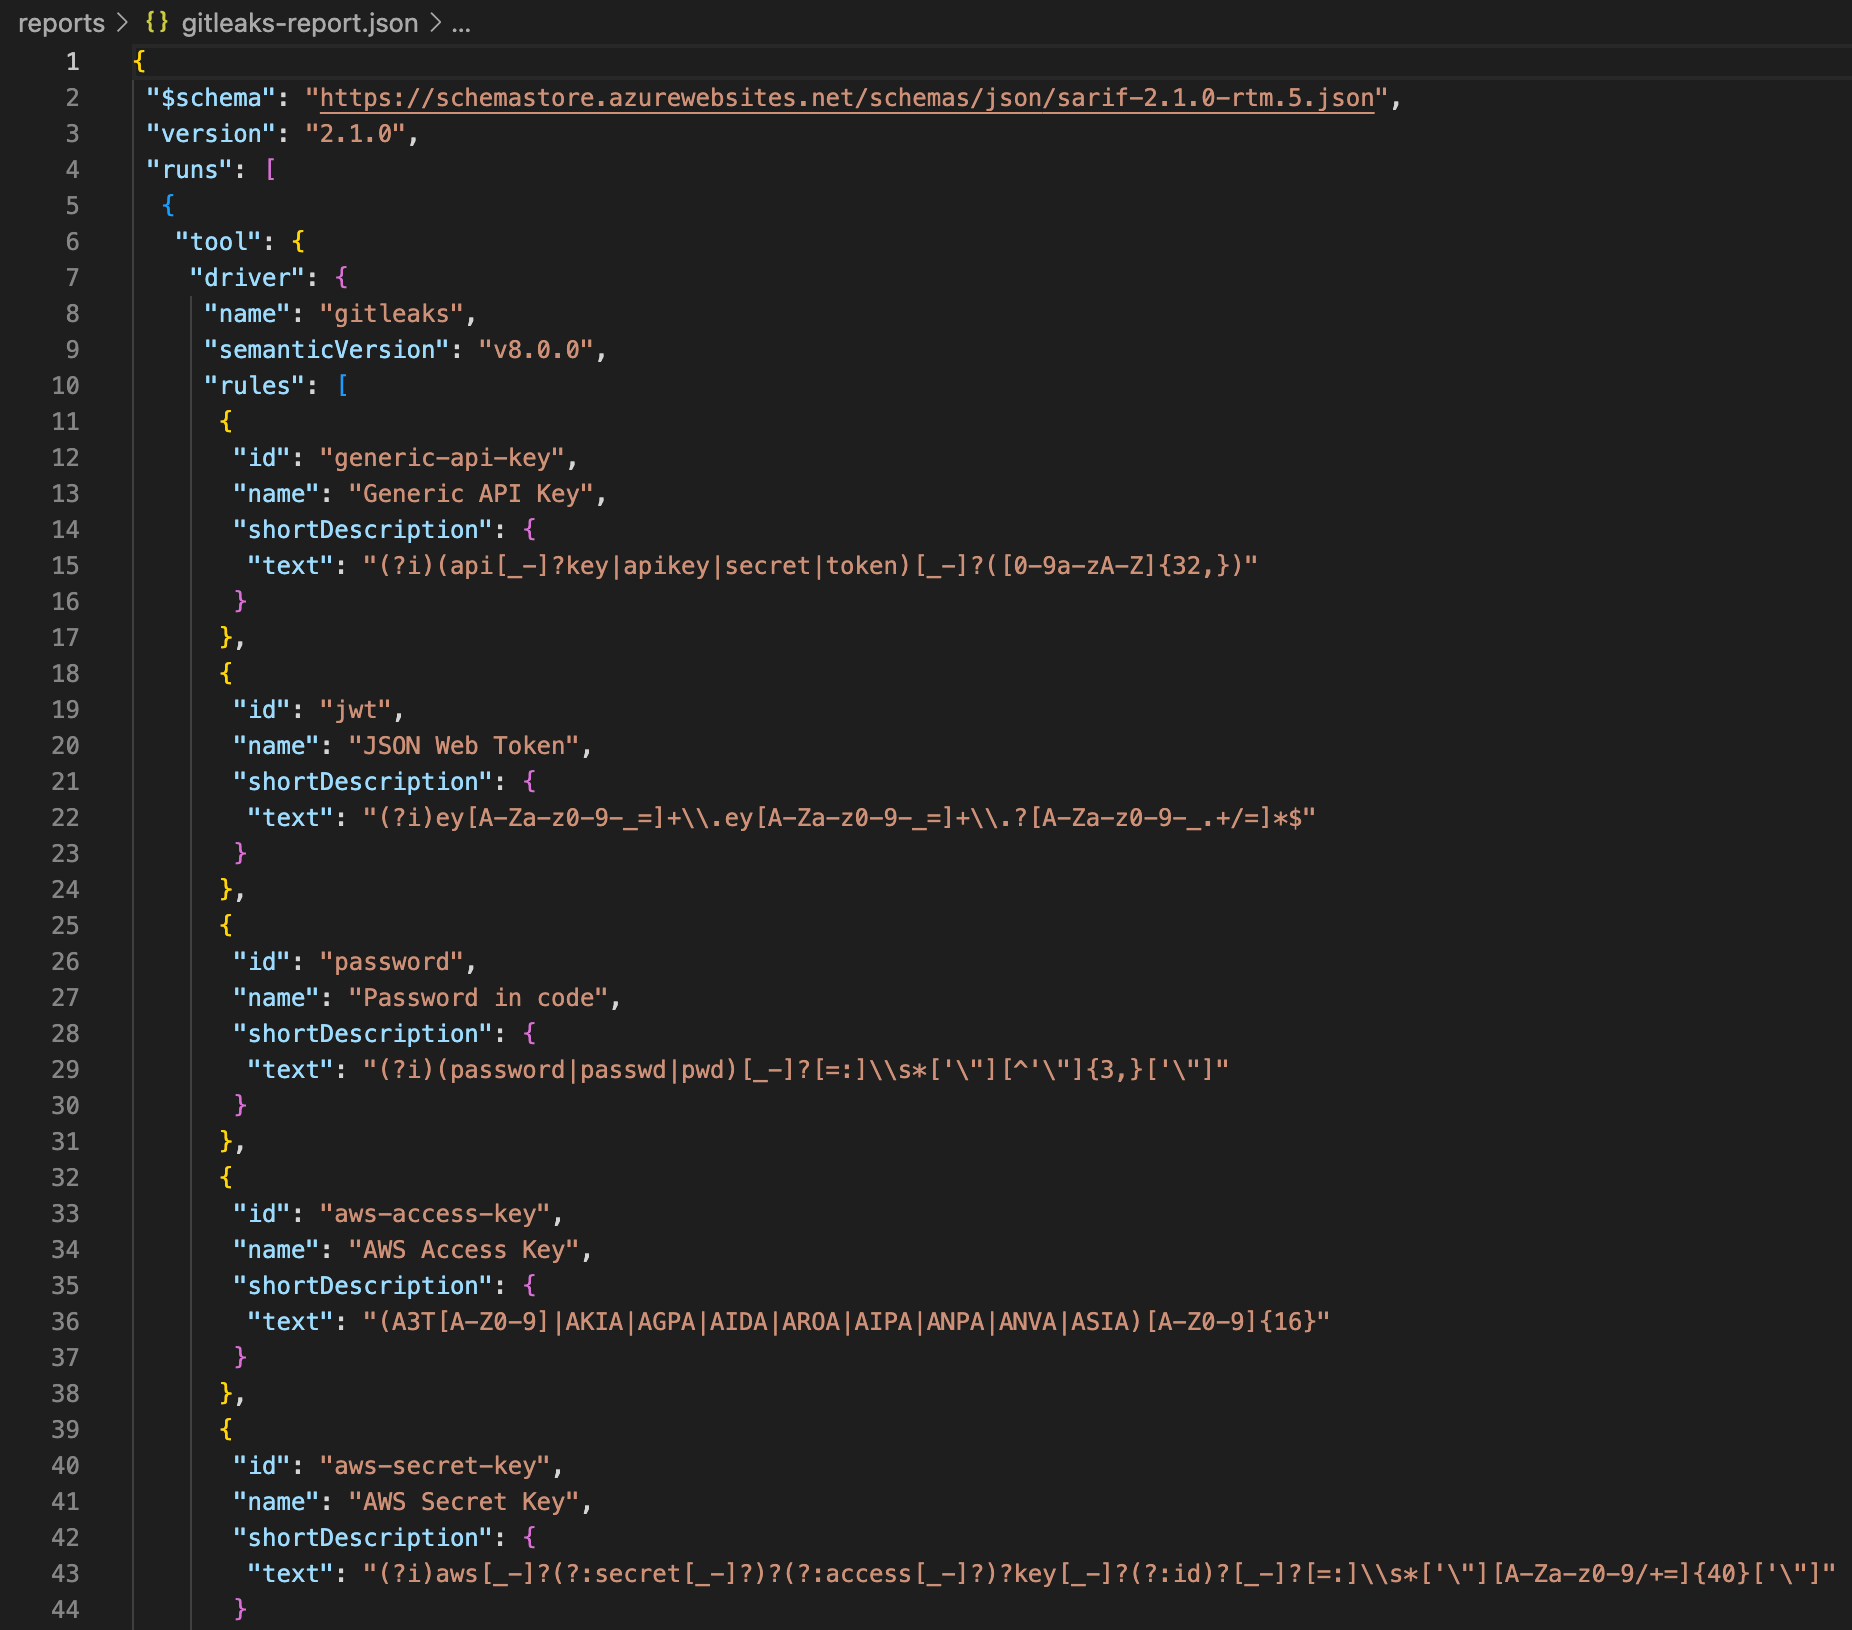 reports > {} gitleaks-report.json > ...
1 {
2 "$schema": "https://schemastore.azurewebsites.net/schemas/json/sarif-2.1.0-rtm.5.json",
3 "version": "2.1.0",
4 "runs": [
5 {
6 "tool": {
7 "driver": {
8 "name": "gitleaks",
9 "semanticVersion": "v8.0.0",
10 "rules": [
11 {
12 "id": "generic-api-key",
13 "name": "Generic API Key",
14 "shortDescription": {
15 "text": "(?i)(api[_-]?key|apikey|secret|token)[_-]?([0-9a-zA-Z]{32,})"
16 }
17 },
18 {
19 "id": "jwt",
20 "name": "JSON Web Token",
21 "shortDescription": {
22 "text": "(?i)ey[A-Za-z0-9-_=]+\\.ey[A-Za-z0-9-_=]+\\.?[A-Za-z0-9-_.+/=]*$"
23 }
24 },
25 {
26 "id": "password",
27 "name": "Password in code",
28 "shortDescription": {
29 "text": "(?i)(password|passwd|pwd)[_-]?[=:]\\s*['\"][^'\"]{3,}['\"]"
30 }
31 },
32 {
33 "id": "aws-access-key",
34 "name": "AWS Access Key",
35 "shortDescription": {
36 "text": "(A3T[A-Z0-9]|AKIA|AGPA|AIDA|AROA|AIPA|ANPA|ANVA|ASIA)[A-Z0-9]{16}"
37 }
38 },
39 {
40 "id": "aws-secret-key",
41 "name": "AWS Secret Key",
42 "shortDescription": {
43 "text": "(?i)aws[_-]?(?:secret[_-]?)?(?:access[_-]?)?key[_-]?(?:id)?[_-]?[=:]\\s*['\"][A-Za-z0-9/+=]{40}['\"]"
44 }